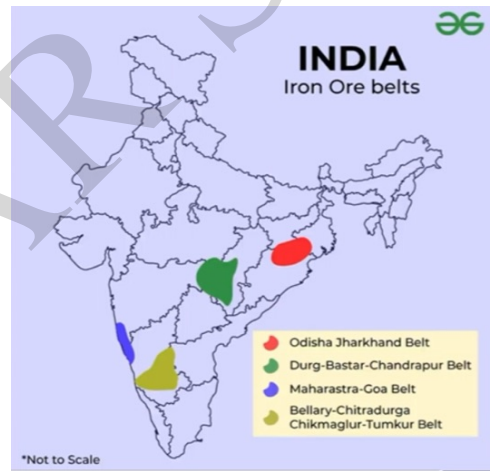 INDIA
Iron Ore belts
Odisha Jharkhand Belt
Durg-Bastar-Chandrapur Belt
Maharastra-Goa Belt
Bellary-Chitradurga
Chikmaglur-Tumkur Belt
*Not to Scale